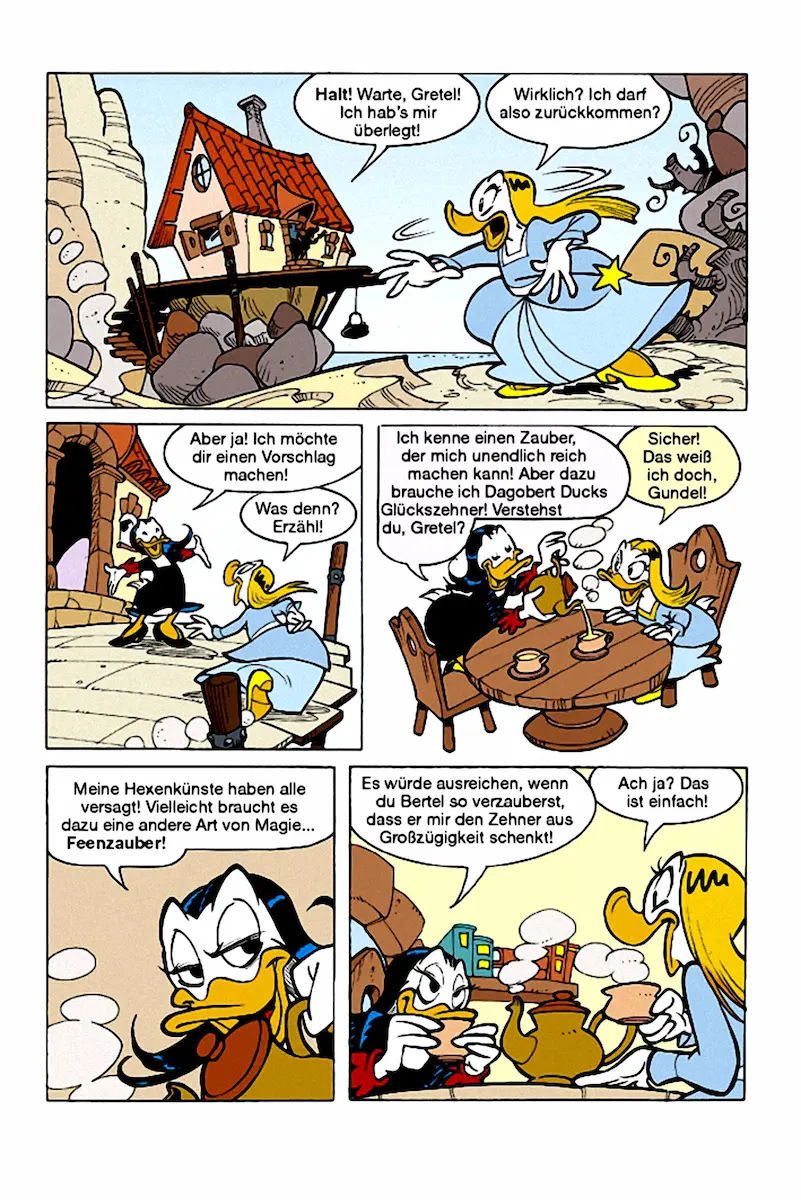 Halt! Warte, Gretel!
Ich hab's mir
überlegt!
Wirklich? Ich darf
also zurückkommen?
Aber ja! Ich möchte
dir einen Vorschlag
machen!
Was denn?
Erzähl!
Ich kenne einen Zauber,
der mich unendlich reich
machen kann! Aber dazu
brauche ich Dagobert Ducks
Glückszehner! Verstehst
du, Gretel?
Sicher!
Das weiß
ich doch,
Gundel!
Meine Hexenkünste haben alle
versagt! Vielleicht braucht es
dazu eine andere Art von Magie...
Feenzauber!
Es würde ausreichen, wenn
du Bertel so verzauberst,
dass er mir den Zehner aus
Großzügigkeit schenkt!
Ach ja? Das
ist einfach!